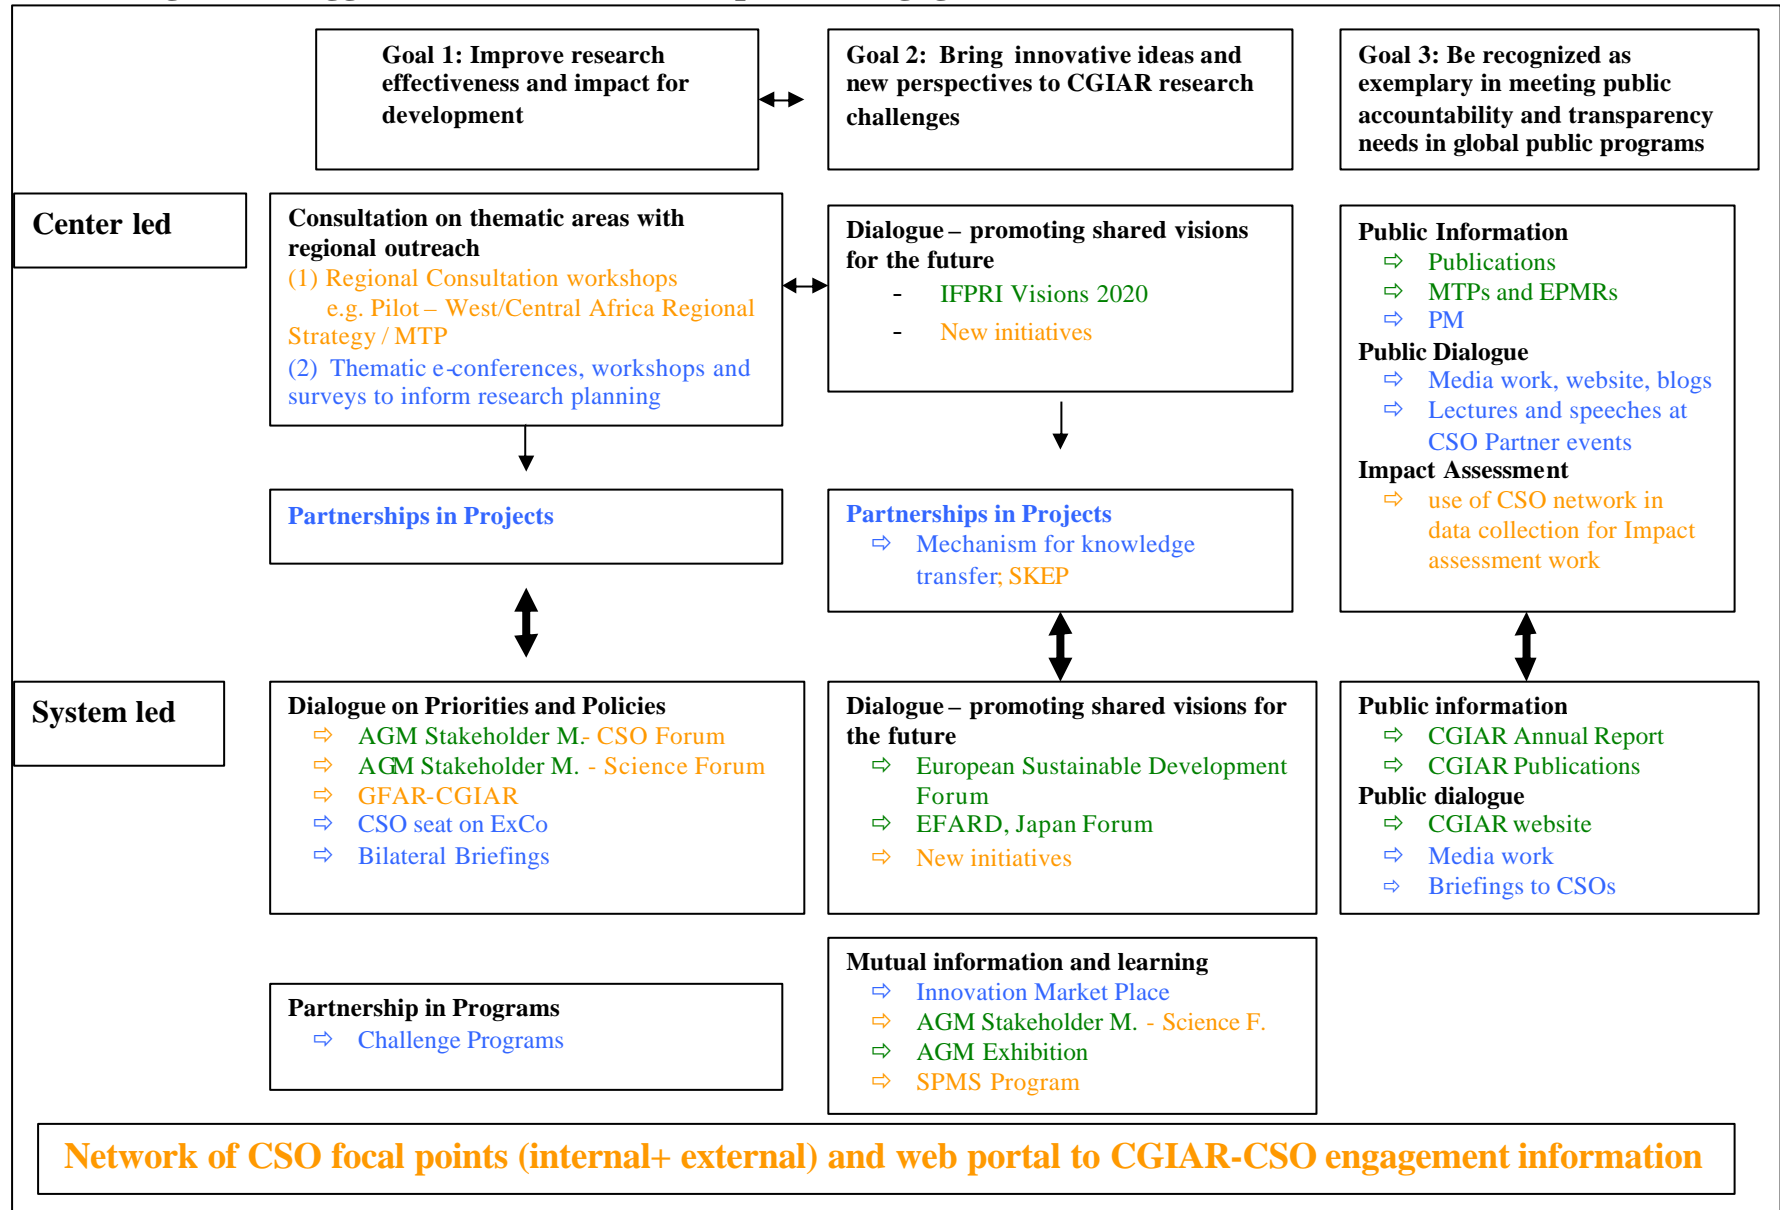 Goal 1: Improve research
effectiveness and impact for
development
Goal 2: Bring innovative ideas and
new perspectives to CGIAR research
challenges
Goal 3: Be recognized as
exemplary in meeting public
accountability and transparency
needs in global public programs
Center led
Consultation on thematic areas with
regional outreach
(1) Regional Consultation workshops
e.g. Pilot – West/Central Africa Regional
Strategy / MTP
(2) Thematic e-conferences, workshops and
surveys to inform research planning
Dialogue – promoting shared visions
for the future
- IFPRI Visions 2020
- New initiatives
Public Information
⇨ Publications
⇨ MTPs and EPMRs
⇨ PM
Public Dialogue
⇨ Media work, website, blogs
⇨ Lectures and speeches at
CSO Partner events
Impact Assessment
⇨ use of CSO network in
data collection for Impact
assessment work
Partnerships in Projects
Partnerships in Projects
⇨ Mechanism for knowledge
transfer; SKEP
System led
Dialogue on Priorities and Policies
⇨ AGM Stakeholder M.- CSO Forum
⇨ AGM Stakeholder M. - Science Forum
⇨ GFAR-CGIAR
⇨ CSO seat on ExCo
⇨ Bilateral Briefings
Dialogue – promoting shared visions for
the future
⇨ European Sustainable Development
Forum
⇨ EFARD, Japan Forum
⇨ New initiatives
Public information
⇨ CGIAR Annual Report
⇨ CGIAR Publications
Public dialogue
⇨ CGIAR website
⇨ Media work
⇨ Briefings to CSOs
Partnership in Programs
⇨ Challenge Programs
Mutual information and learning
⇨ Innovation Market Place
⇨ AGM Stakeholder M. - Science F.
⇨ AGM Exhibition
⇨ SPMS Program
Network of CSO focal points (internal+ external) and web portal to CGIAR-CSO engagement information